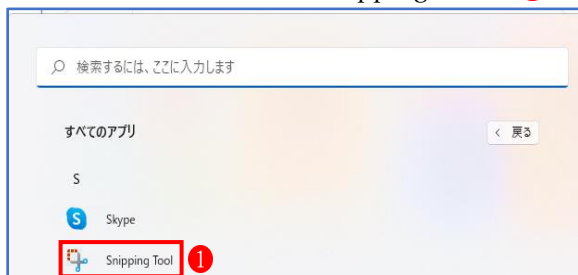 検索するには、ここに入力します
すべてのアプリ
< 戻る
S
S Skype
Snipping Tool 1